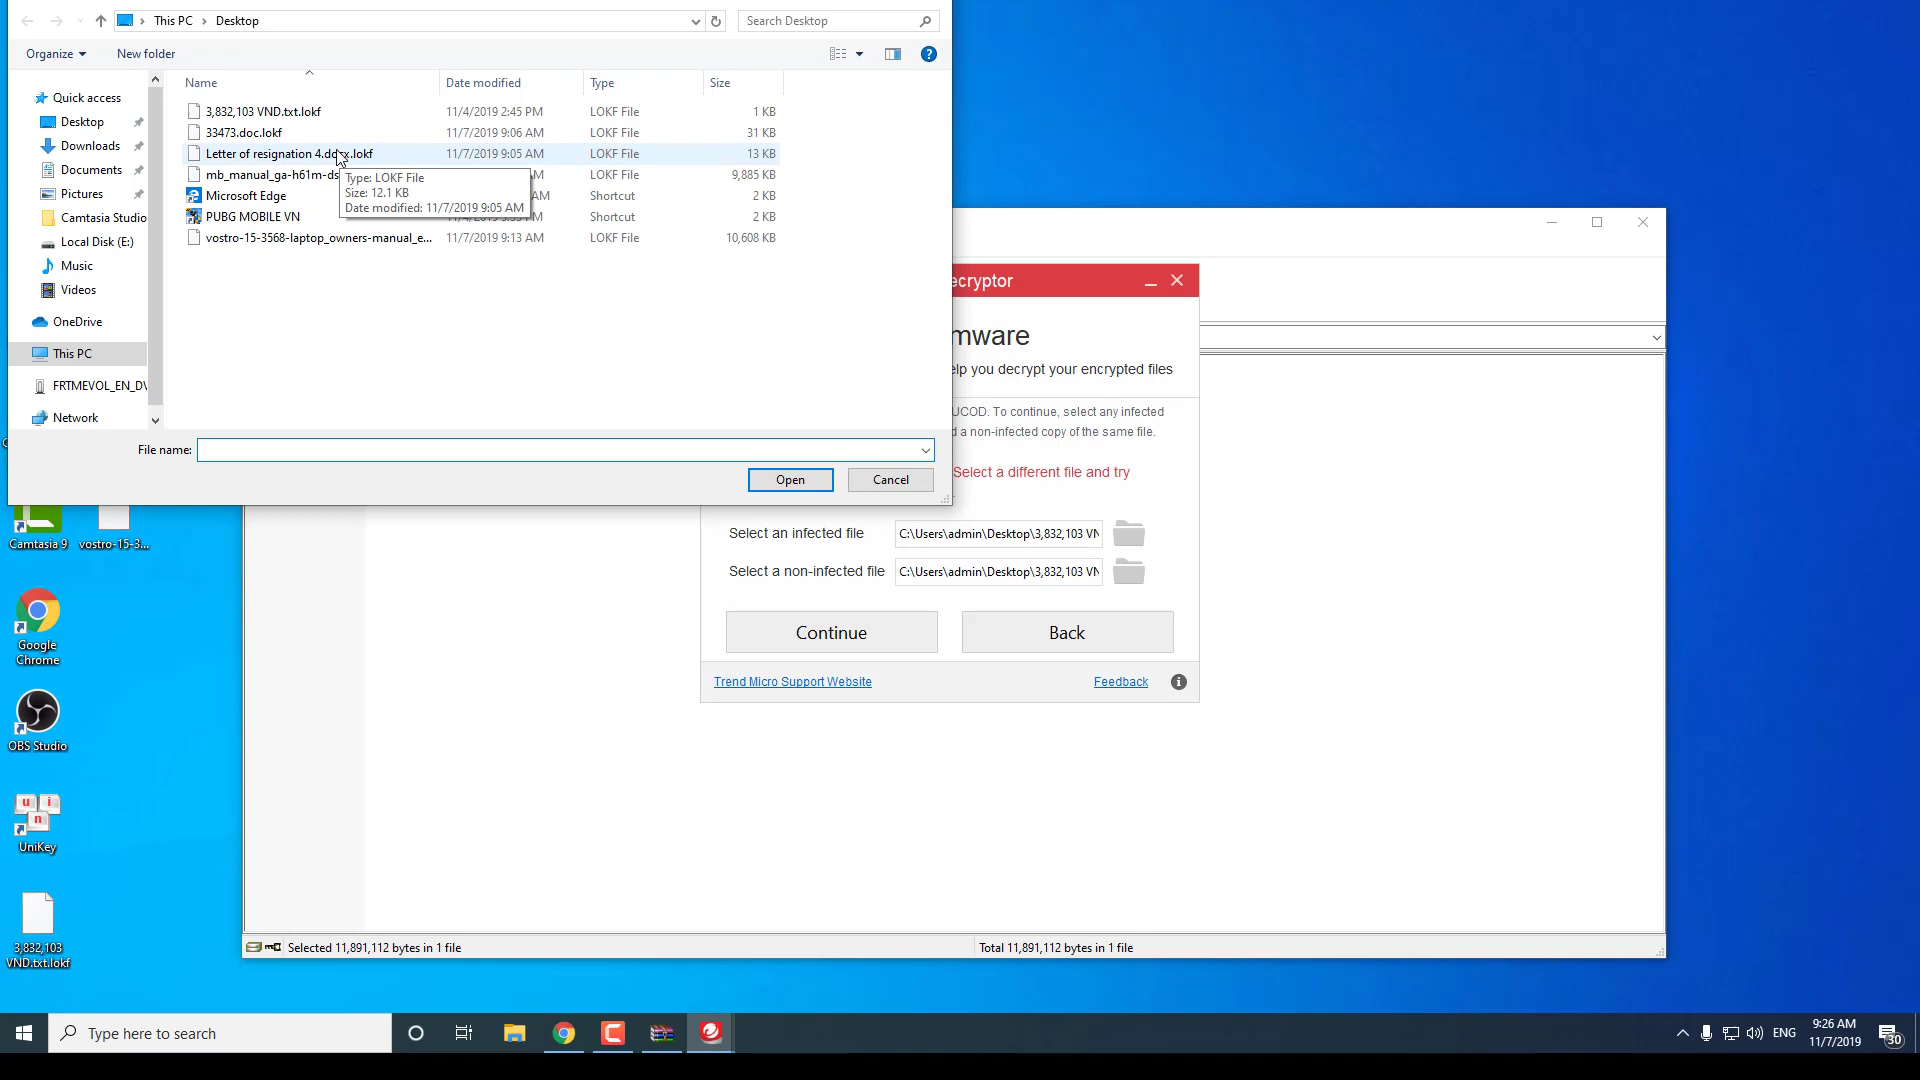 This PC > Desktop
Search Desktop
Organize
New folder
Name
Date modified
Type
Size
Quick access
Desktop
Downloads
Documents
Pictures
Camtasia Studio
Local Disk (E:)
Music
Videos
OneDrive
This PC
FRTMEVOL_EN_DV
Network
3,832,103 VND.txt.lokf 11/4/2019 2:45 PM LOKF File 1 KB
33473.doc.lokf 11/7/2019 9:06 AM LOKF File 31 KB
Letter of resignation 4.docx.lokf 11/7/2019 9:05 AM LOKF File 13 KB
mb_manual_ga-h61m-ds LOKF File 9,885 KB
Microsoft Edge AM Shortcut 2 KB
PUBG MOBILE VN Shortcut 2 KB
vostro-15-3568-laptop_owners-manual_e... 11/7/2019 9:13 AM LOKF File 10,608 KB
Type: LOKF File
Size: 12.1 KB
Date modified: 11/7/2019 9:05 AM
File name:
Open
Cancel
ecryptor
mware
elp you decrypt your encrypted files
UCOD. To continue, select any infected
d a non-infected copy of the same file.
Select a different file and try
Select an infected file
C:\Users\admin\Desktop\3,832,103 VN
Select a non-infected file
C:\Users\admin\Desktop\3,832,103 VN
Continue
Back
Trend Micro Support Website
Feedback
Camtasia 9
vostro-15-3...
Google
Chrome
OBS Studio
u i
n
UniKey
3,832,103
VND.txt.lokf
Selected 11,891,112 bytes in 1 file
Total 11,891,112 bytes in 1 file
Type here to search
ENG
9:26 AM
11/7/2019
30